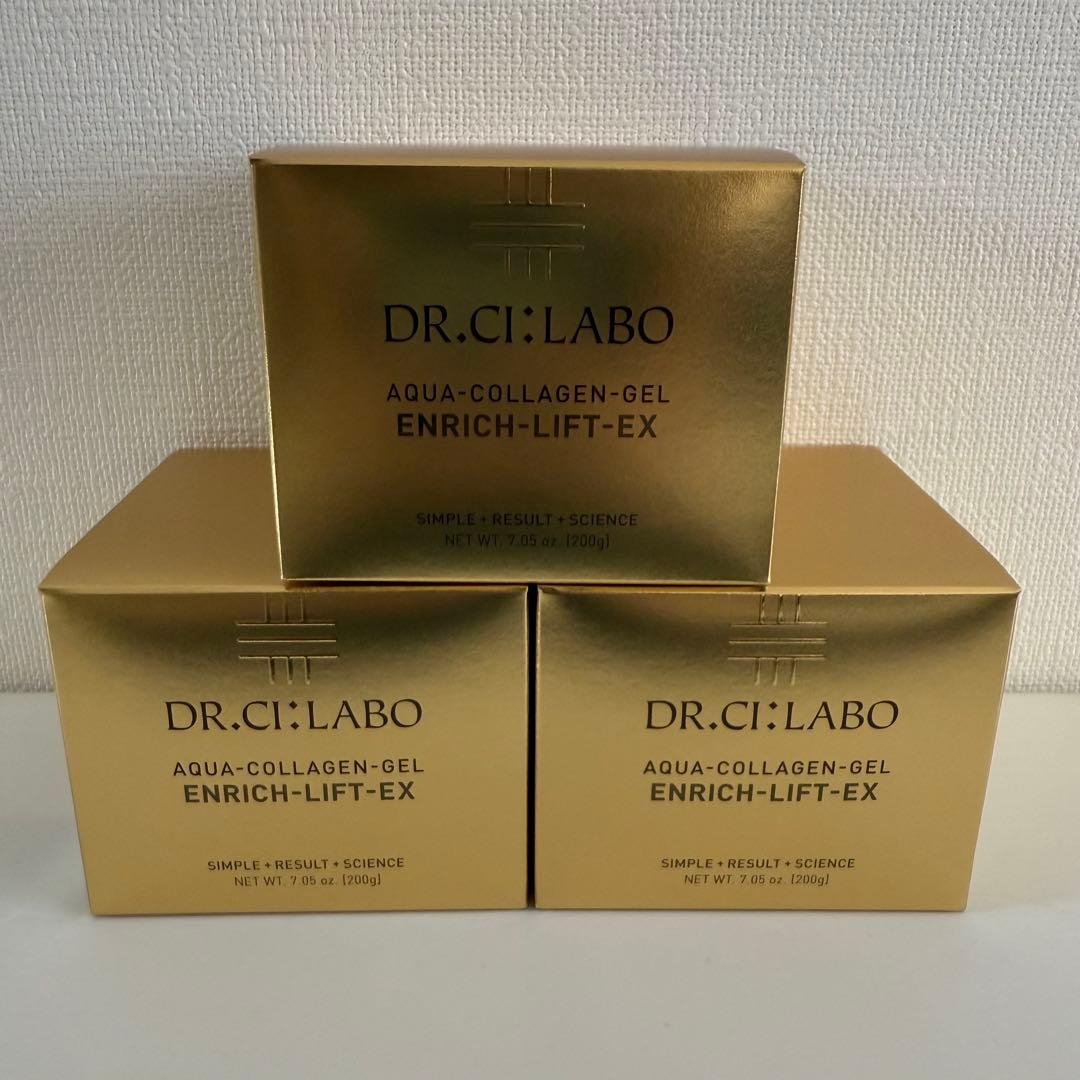 DR.CI:LABO
AQUA-COLLAGEN-GEL
ENRICH-LIFT-EX
SIMPLE + RESULT + SCIENCE
NET WT. 7.05 oz. [200g]
DR.CI:LABO
AQUA-COLLAGEN-GEL
ENRICH-LIFT-EX
SIMPLE + RESULT + SCIENCE
NET WT. 7.05 oz. [200g]
DR.CI:LABO
AQUA-COLLAGEN-GEL
ENRICH-LIFT-EX
SIMPLE + RESULT + SCIENCE
NET WT. 7.05 oz. [200g]